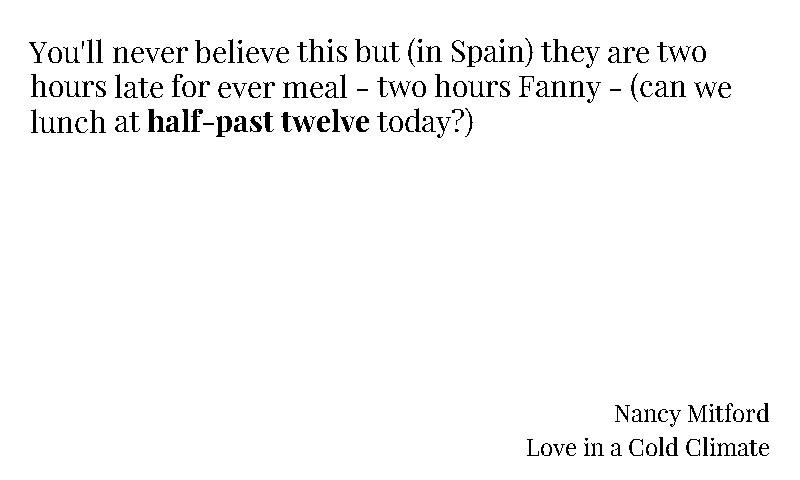 You'll never believe this but (in Spain) they are two
hours late for ever meal - two hours Fanny - (can we
lunch at half-past twelve today?)
Nancy Mitford
Love in a Cold Climate